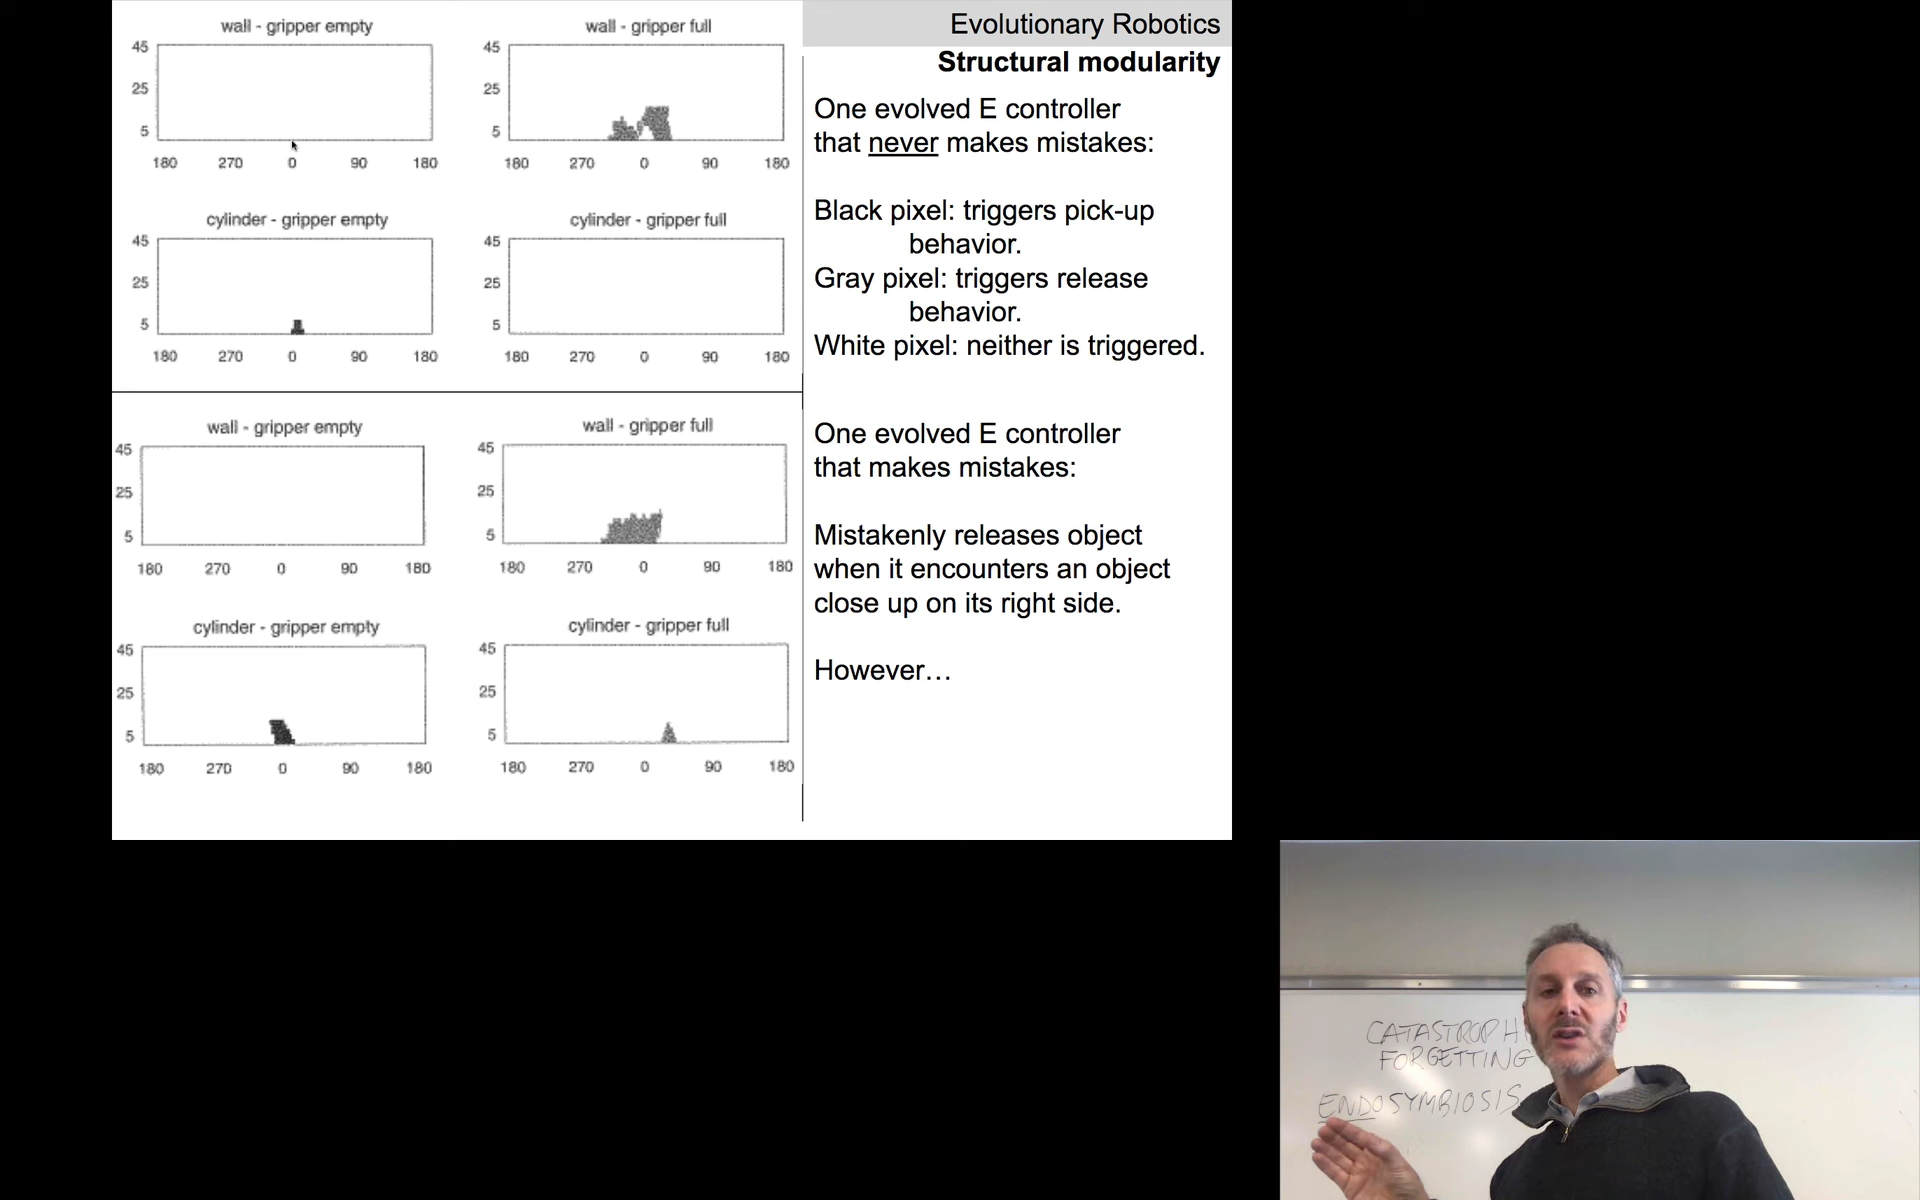 Evolutionary Robotics
Structural modularity
wall - gripper empty
45
25
5
180 270 0 90 180
wall - gripper full
45
25
5
180 270 0 90 180
cylinder - gripper empty
45
25
5
180 270 0 90 180
cylinder - gripper full
45
25
5
180 270 0 90 180
One evolved E controller
that never makes mistakes:
Black pixel: triggers pick-up
behavior.
Gray pixel: triggers release
behavior.
White pixel: neither is triggered.
wall - gripper empty
45
25
5
180 270 0 90 180
wall - gripper full
45
25
5
180 270 0 90 180
cylinder - gripper empty
45
25
5
180 270 0 90 180
cylinder - gripper full
45
25
5
180 270 0 90 180
One evolved E controller
that makes mistakes:
Mistakenly releases object
when it encounters an object
close up on its right side.
However…
CATASTROPH
FORGETTING
ENDOSYMBIOSIS